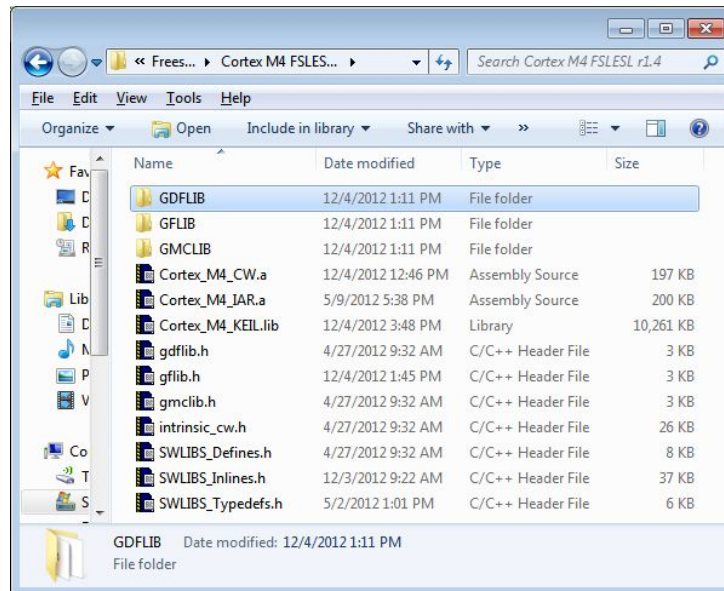 « Frees... ▸ Cortex M4 FSLES... ▸ Search Cortex M4 FSLESL r1.4
File Edit View Tools Help
Organize Open Include in library Share with »
Name Date modified Type Size
Fav GDFLIB 12/4/2012 1:11 PM File folder
D GFLIB 12/4/2012 1:11 PM File folder
D GMCLIB 12/4/2012 1:11 PM File folder
R Cortex_M4_CW.a 12/4/2012 12:46 PM Assembly Source 197 KB
Cortex_M4_IAR.a 5/9/2012 5:38 PM Assembly Source 200 KB
Lib Cortex_M4_KEIL.lib 12/4/2012 3:48 PM Library 10,261 KB
D gdflib.h 4/27/2012 9:32 AM C/C++ Header File 3 KB
N gflib.h 12/4/2012 1:45 PM C/C++ Header File 3 KB
P gmclib.h 4/27/2012 9:32 AM C/C++ Header File 3 KB
V intrinsic_cw.h 4/27/2012 9:32 AM C/C++ Header File 26 KB
Co SWLIBS_Defines.h 4/27/2012 9:32 AM C/C++ Header File 8 KB
T SWLIBS_Inlines.h 12/3/2012 9:22 AM C/C++ Header File 37 KB
S SWLIBS_Typedefs.h 5/2/2012 1:01 PM C/C++ Header File 6 KB
GDFLIB Date modified: 12/4/2012 1:11 PM
File folder